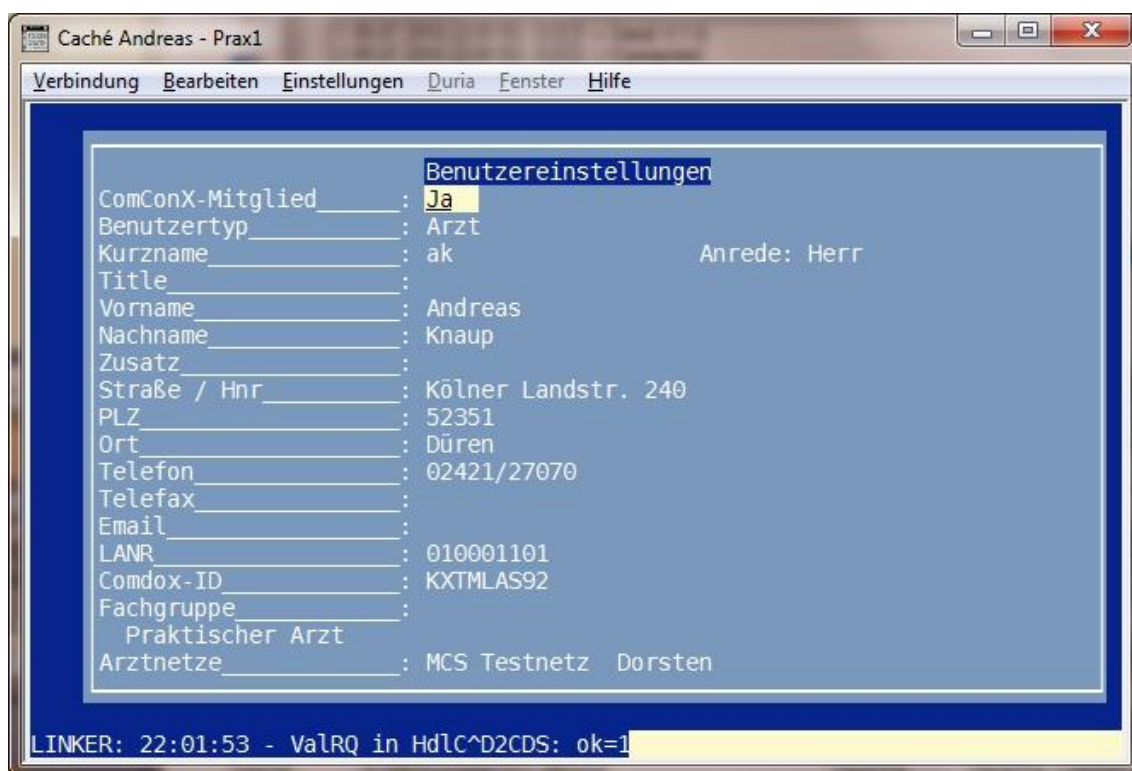 Caché Andreas - Prax1
Verbindung Bearbeiten Einstellungen Duria Fenster Hilfe
Benutzereinstellungen
ComConX-Mitglied______: Ja
Benutzertyp___________: Arzt
Kurzname______________: ak Anrede: Herr
Title_________________:
Vorname_______________: Andreas
Nachname______________: Knaup
Zusatz________________:
Straße / Hnr__________: Kölner Landstr. 240
PLZ___________________: 52351
Ort___________________: Düren
Telefon_______________: 02421/27070
Telefax_______________:
Email_________________:
LANR__________________: 010001101
Comdox-ID_____________: KXTMLAS92
Fachgruppe____________:
Praktischer Arzt
Arztnetze_____________: MCS Testnetz Dorsten
LINKER: 22:01:53 - ValRQ in HdlC^D2CDS: ok=1